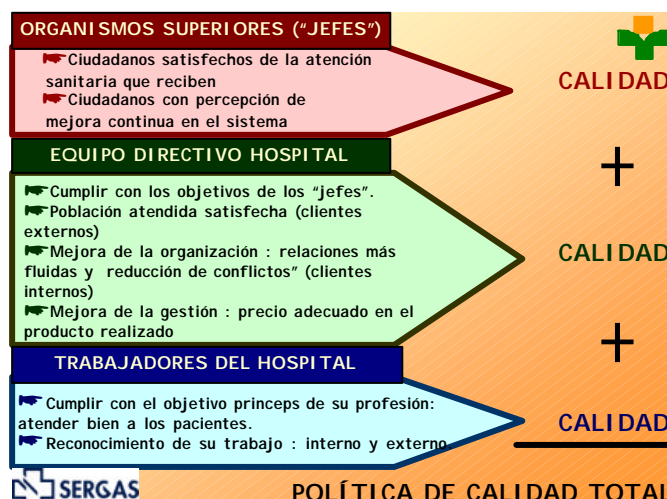 ORGANISMOS SUPERIORES (“JEFES”)
☛Ciudadanos satisfechos de la atención
sanitaria que reciben
☛Ciudadanos con percepción de
mejora continua en el sistema
CALIDAD
+
EQUIPO DIRECTIVO HOSPITAL
☛Cumplir con los objetivos de los “jefes”.
☛Población atendida satisfecha (clientes
externos)
☛Mejora de la organización : relaciones más
fluidas y reducción de conflictos” (clientes
internos)
☛Mejora de la gestión : precio adecuado en el
producto realizado
CALIDAD
+
TRABAJADORES DEL HOSPITAL
☛ Cumplir con el objetivo princeps de su profesión:
atender bien a los pacientes.
☛ Reconocimiento de su trabajo : interno y externo
CALIDAD
SERGAS
POLÍTICA DE CALIDAD TOTAL